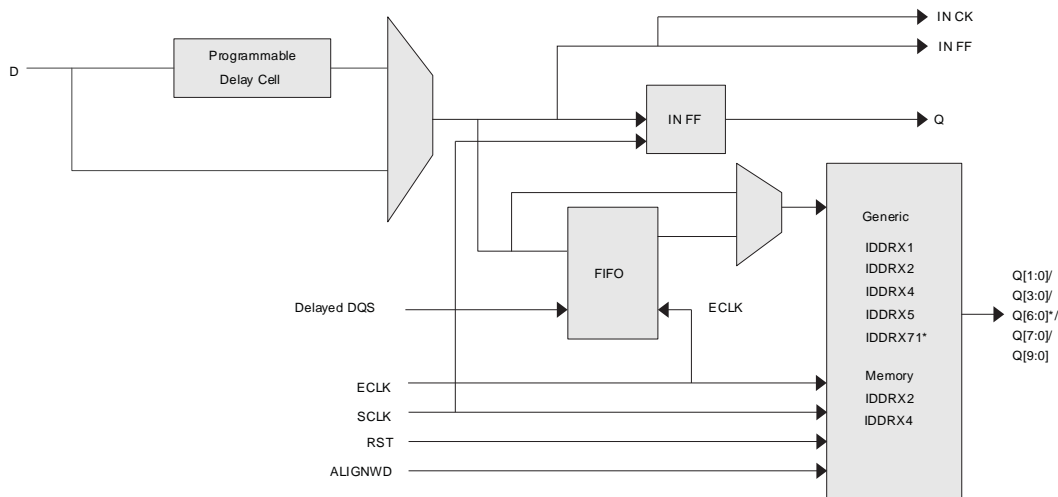 IN CK
IN FF
D
Programmable
Delay Cell
IN FF
Q
Generic
IDDRX1
IDDRX2
IDDRX4
IDDRX5
IDDRX71*
Memory
IDDRX2
IDDRX4
FIFO
Delayed DQS
ECLK
Q[1:0]/
Q[3:0]/
Q[6:0]*/
Q[7:0]/
Q[9:0]
ECLK
SCLK
RST
ALIGNWD